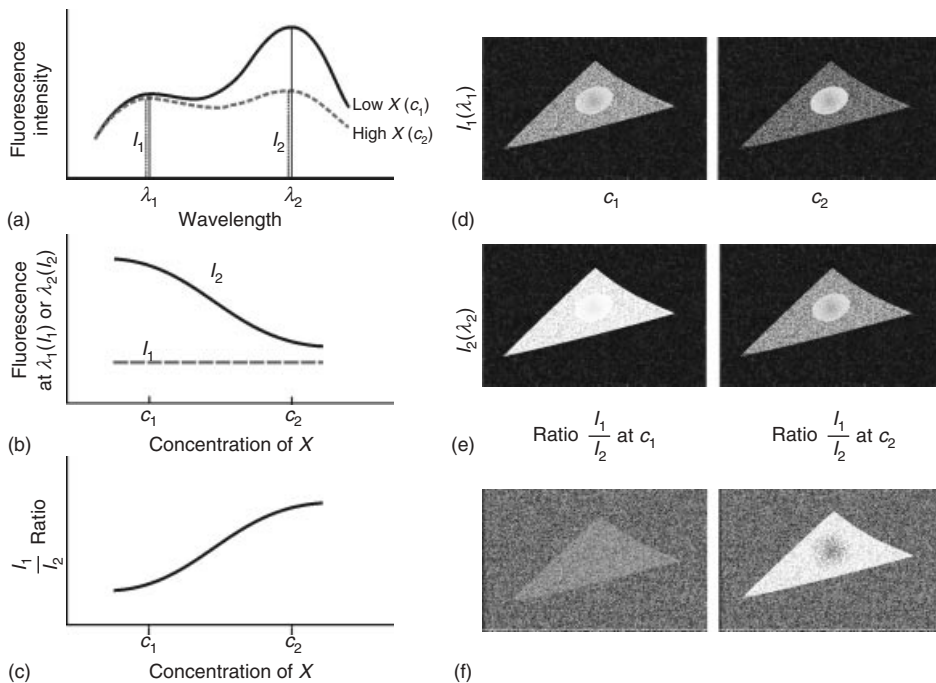 Fluorescence
intensity
I₁
I₂
Low X (c₁)
High X (c₂)
λ₁
λ₂
(a)
Wavelength
Fluorescence
at λ₁(I₁) or λ₂(I₂)
I₂
I₁
c₁
c₂
(b)
Concentration of X
I₁
I₂
Ratio
c₁
c₂
(c)
Concentration of X
I₁(λ₁)
(d)
c₁
c₂
I₂(λ₂)
(e)
Ratio I₁/I₂ at c₁
Ratio I₁/I₂ at c₂
(f)